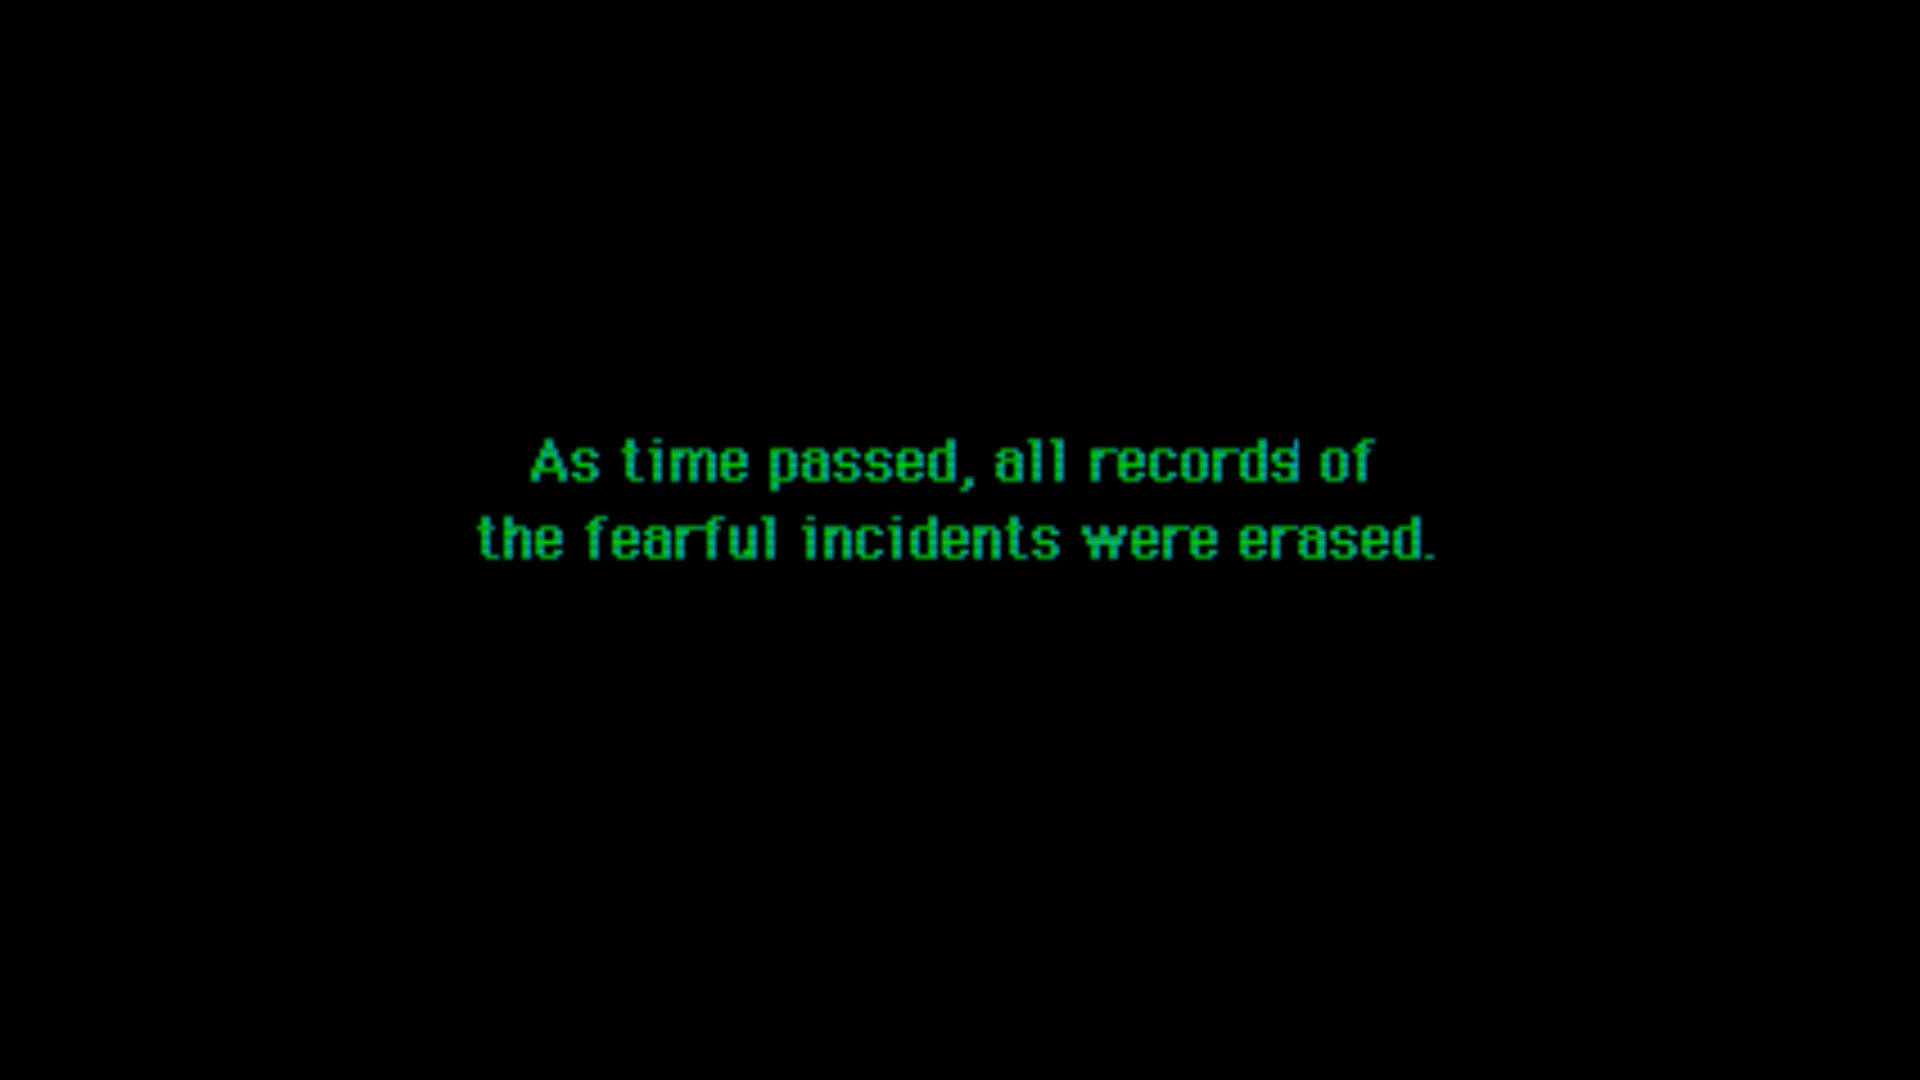 As time passed, all records of
the fearful incidents were erased.